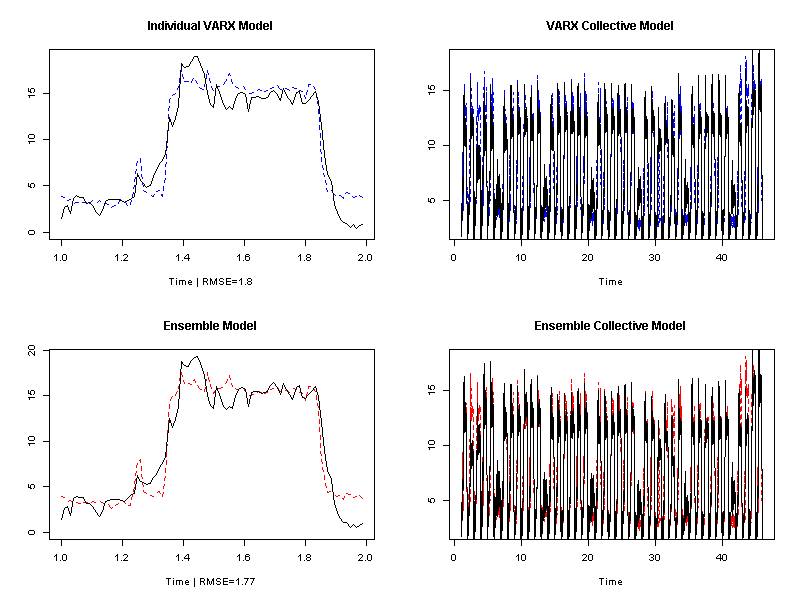 Individual VARX Model
15
10
5
0
1.0 1.2 1.4 1.6 1.8 2.0
Time | RMSE=1.8
VARX Collective Model
15
10
5
0 10 20 30 40
Time
Ensemble Model
20
15
10
5
0
1.0 1.2 1.4 1.6 1.8 2.0
Time | RMSE=1.77
Ensemble Collective Model
15
10
5
0 10 20 30 40
Time